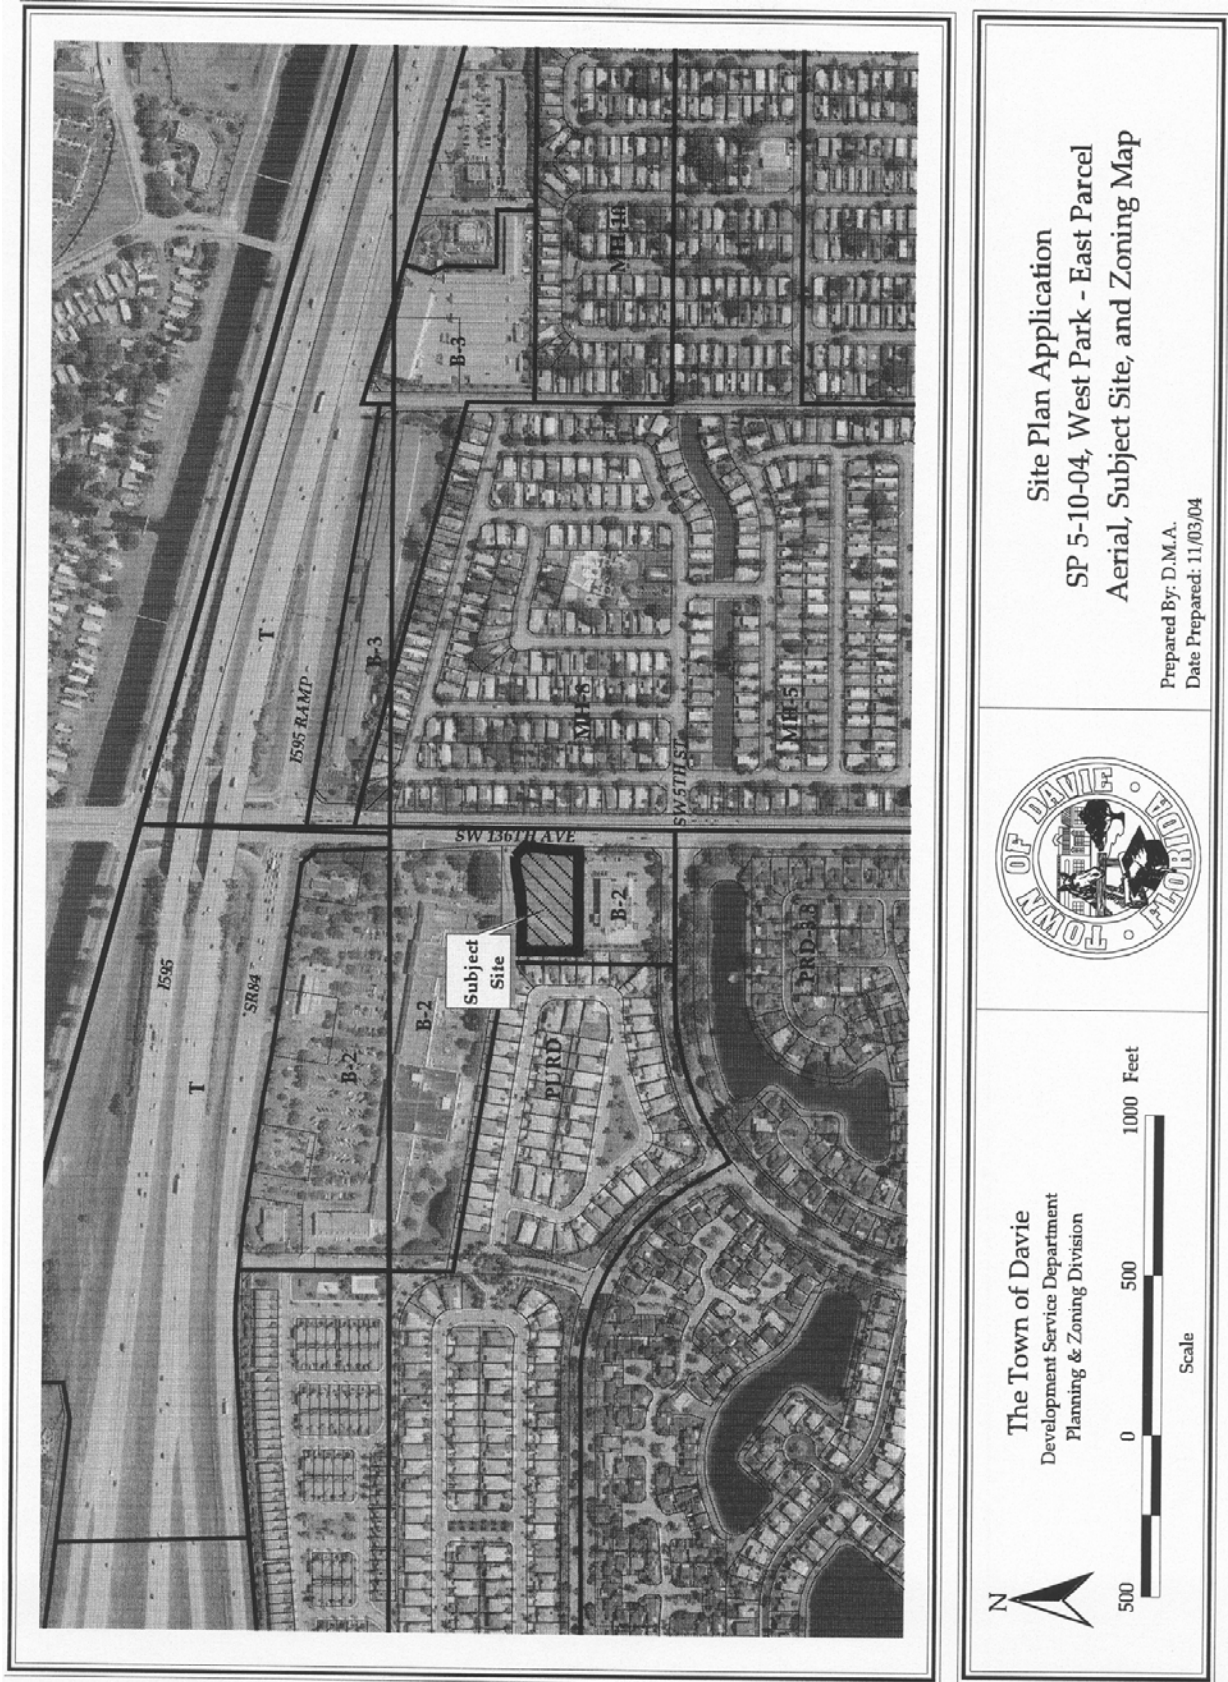 T
I595
SR84
B-2
B-2
Subject
Site
PURD
SW 136TH AVE
B-2
PRD-3.8
I595 RAMP
T
B-3
MH-8
SW 5TH ST
MH-5
B-3
MH-10
The Town of Davie
Development Service Department
Planning & Zoning Division
N
500 0 500 1000 Feet
Scale
TOWN OF DAVIE
FLORIDA
Site Plan Application
SP 5-10-04, West Park - East Parcel
Aerial, Subject Site, and Zoning Map
Prepared By: D.M.A.
Date Prepared: 11/03/04